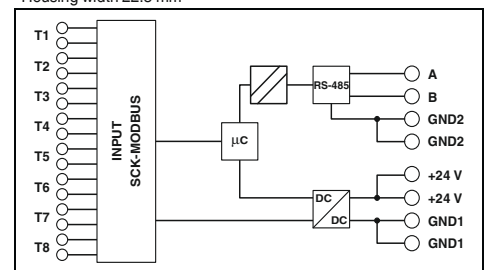 Housing width 22.5 mm
T1
T2
T3
T4
T5
T6
T7
T8
INPUT
SCK-MODBUS
µC
RS-485
DC
DC
A
B
GND2
GND2
+24 V
+24 V
GND1
GND1